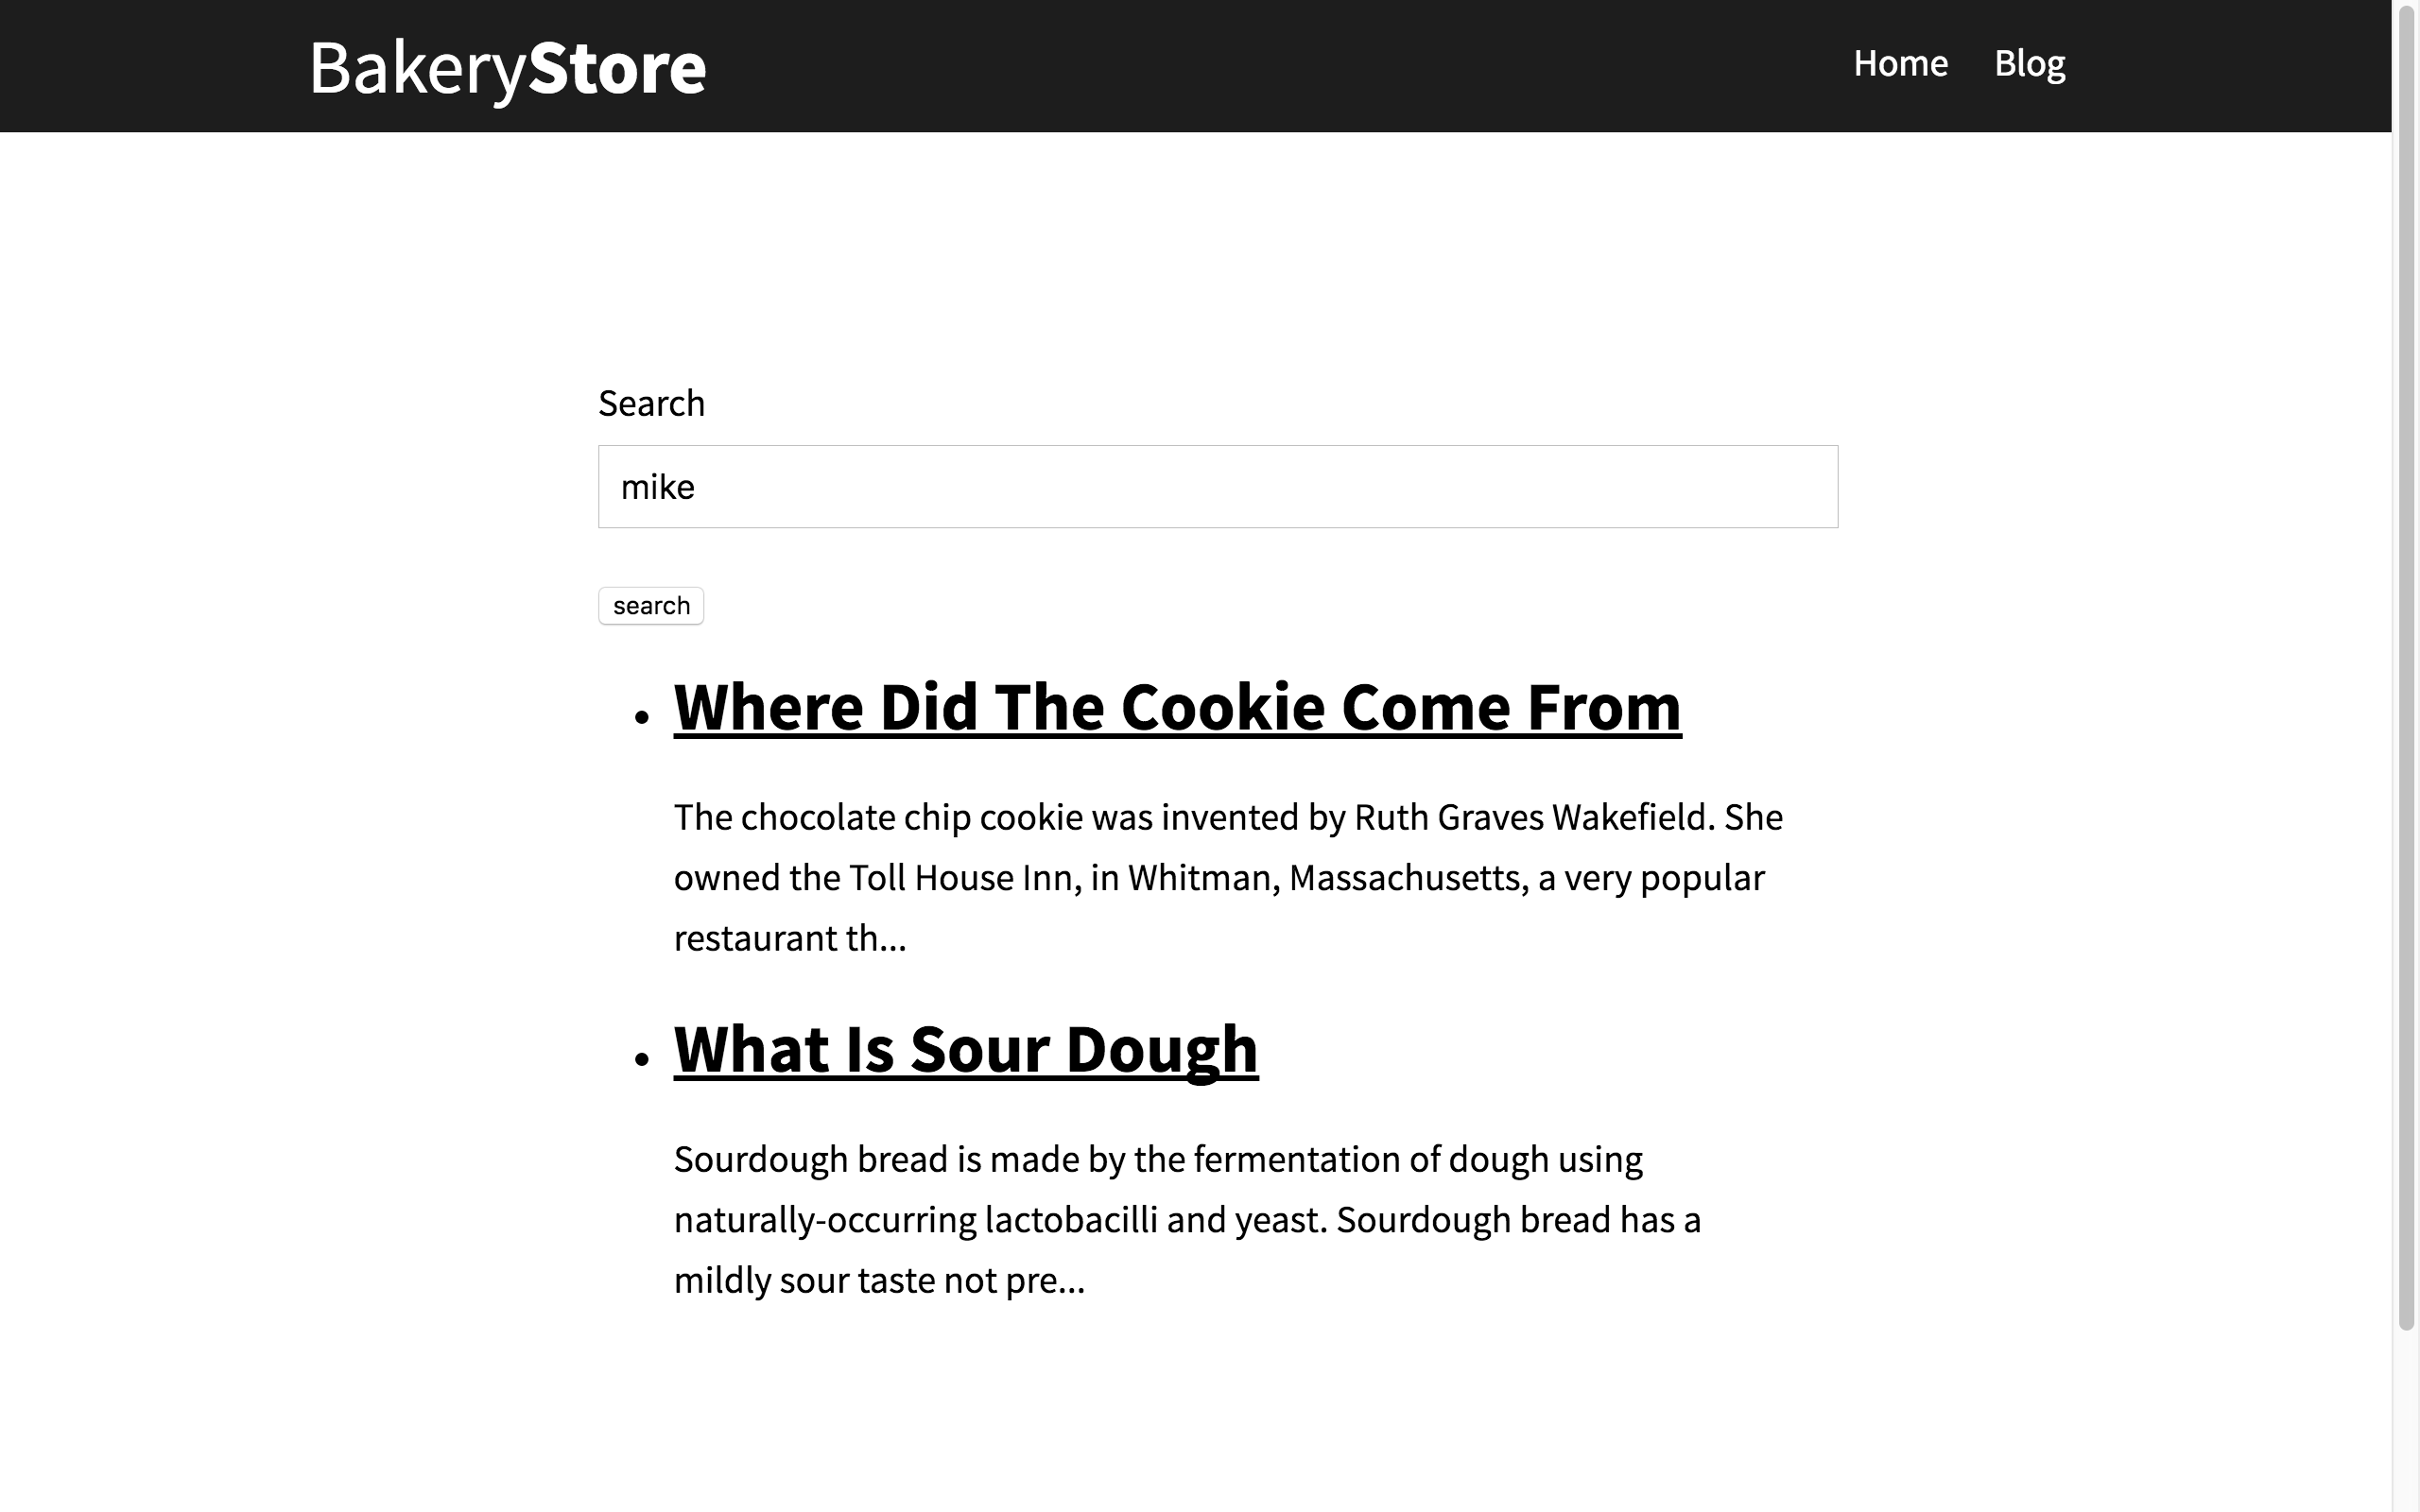 BakeryStore
Home Blog
Search
mike
search
• Where Did The Cookie Come From
The chocolate chip cookie was invented by Ruth Graves Wakefield. She
owned the Toll House Inn, in Whitman, Massachusetts, a very popular
restaurant th...
• What Is Sour Dough
Sourdough bread is made by the fermentation of dough using
naturally-occurring lactobacilli and yeast. Sourdough bread has a
mildly sour taste not pre...